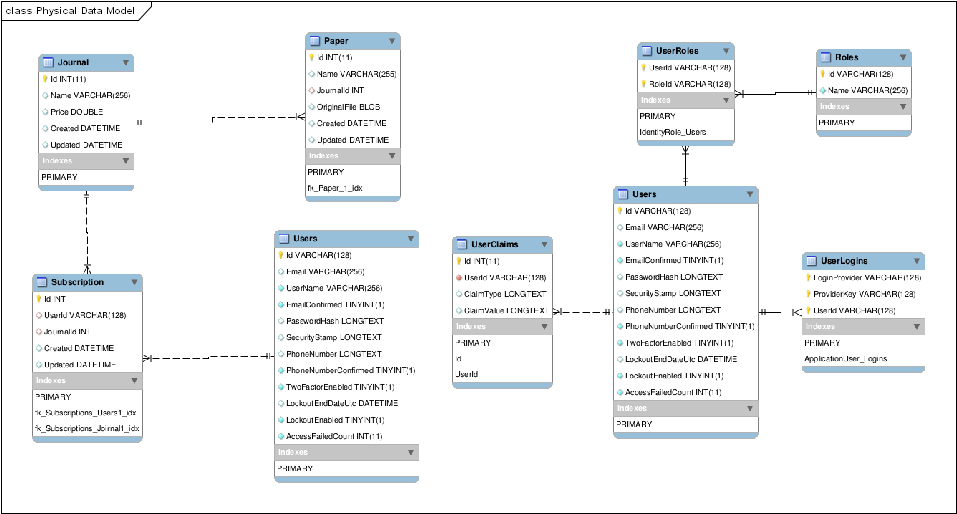 class Physical Data Model
Journal
Id INT(11)
Name VARCHAR(256)
Price DOUBLE
Created DATETIME
Updated DATETIME
Indexes
PRIMARY
Paper
Id INT(11)
Name VARCHAR(255)
JournalId INT
OriginalFile BLOB
Created DATETIME
Updated DATETIME
Indexes
PRIMARY
fk_Paper_1_idx
UserRoles
UserId VARCHAR(128)
RoleId VARCHAR(128)
Indexes
PRIMARY
IdentityRole_Users
Roles
Id VARCHAR(128)
Name VARCHAR(256)
Indexes
PRIMARY
Subscription
Id INT
UserId VARCHAR(128)
JournalId INT
Created DATETIME
Updated DATETIME
Indexes
PRIMARY
fk_Subscriptions_Users1_idx
fk_Subscriptions_Joirnal1_idx
Users
Id VARCHAR(128)
Email VARCHAR(256)
UserName VARCHAR(256)
EmailConfirmed TINYINT(1)
PasswordHash LONGTEXT
SecurityStamp LONGTEXT
PhoneNumber LONGTEXT
PhoneNumberConfirmed TINYINT(1)
TwoFactorEnabled TINYINT(1)
LockoutEndDateUtc DATETIME
LockoutEnabled TINYINT(1)
AccessFailedCount INT(11)
Indexes
PRIMARY
UserClaims
Id INT(11)
UserId VARCHAR(128)
ClaimType LONGTEXT
ClaimValue LONGTEXT
Indexes
PRIMARY
Id
UserId
Users
Id VARCHAR(128)
Email VARCHAR(256)
UserName VARCHAR(256)
EmailConfirmed TINYINT(1)
PasswordHash LONGTEXT
SecurityStamp LONGTEXT
PhoneNumber LONGTEXT
PhoneNumberConfirmed TINYINT(1)
TwoFactorEnabled TINYINT(1)
LockoutEndDateUtc DATETIME
LockoutEnabled TINYINT(1)
AccessFailedCount INT(11)
Indexes
PRIMARY
UserLogins
LoginProvider VARCHAR(128)
ProviderKey VARCHAR(128)
UserId VARCHAR(128)
Indexes
PRIMARY
ApplicationUser_Logins